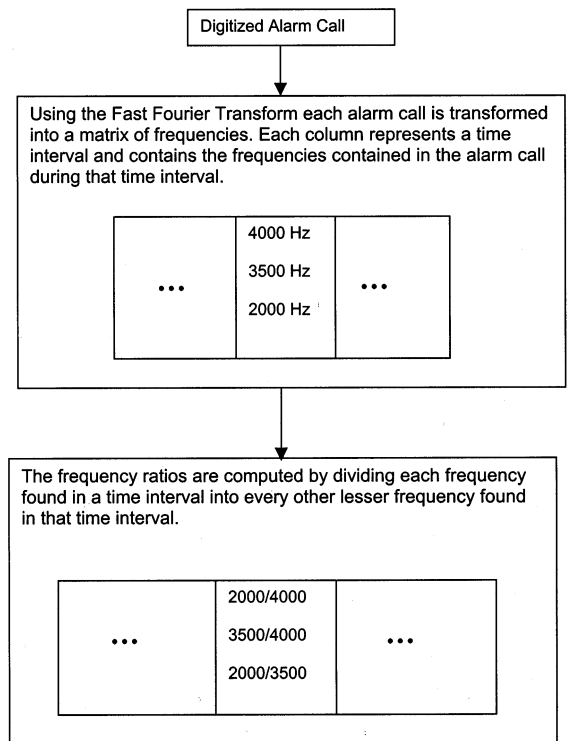 Digitized Alarm Call
Using the Fast Fourier Transform each alarm call is transformed
into a matrix of frequencies. Each column represents a time
interval and contains the frequencies contained in the alarm call
during that time interval.
4000 Hz
3500 Hz
... ...
2000 Hz
The frequency ratios are computed by dividing each frequency
found in a time interval into every other lesser frequency found
in that time interval.
2000/4000
... 3500/4000 ...
2000/3500